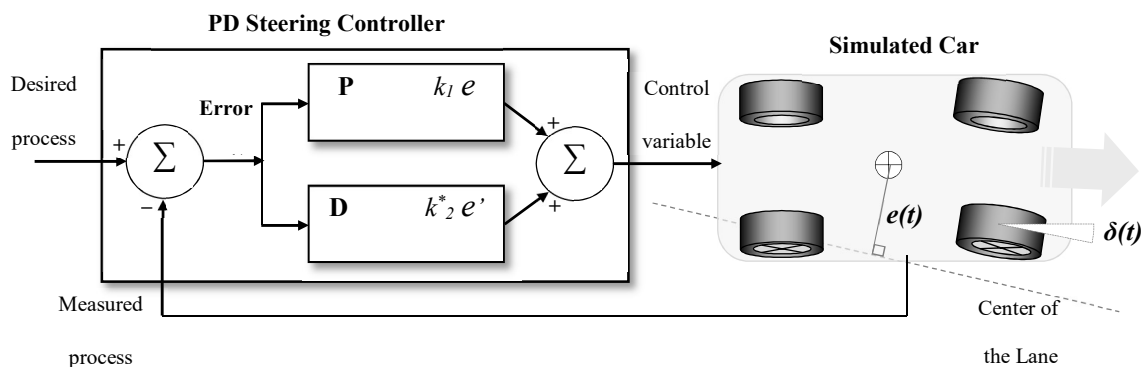 PD Steering Controller
Simulated Car
Desired
process
Error
P k₁ e
D k*₂ e’
Σ
Σ
+
−
+
+
Control
variable
e(t)
δ(t)
Measured
process
Center of
the Lane